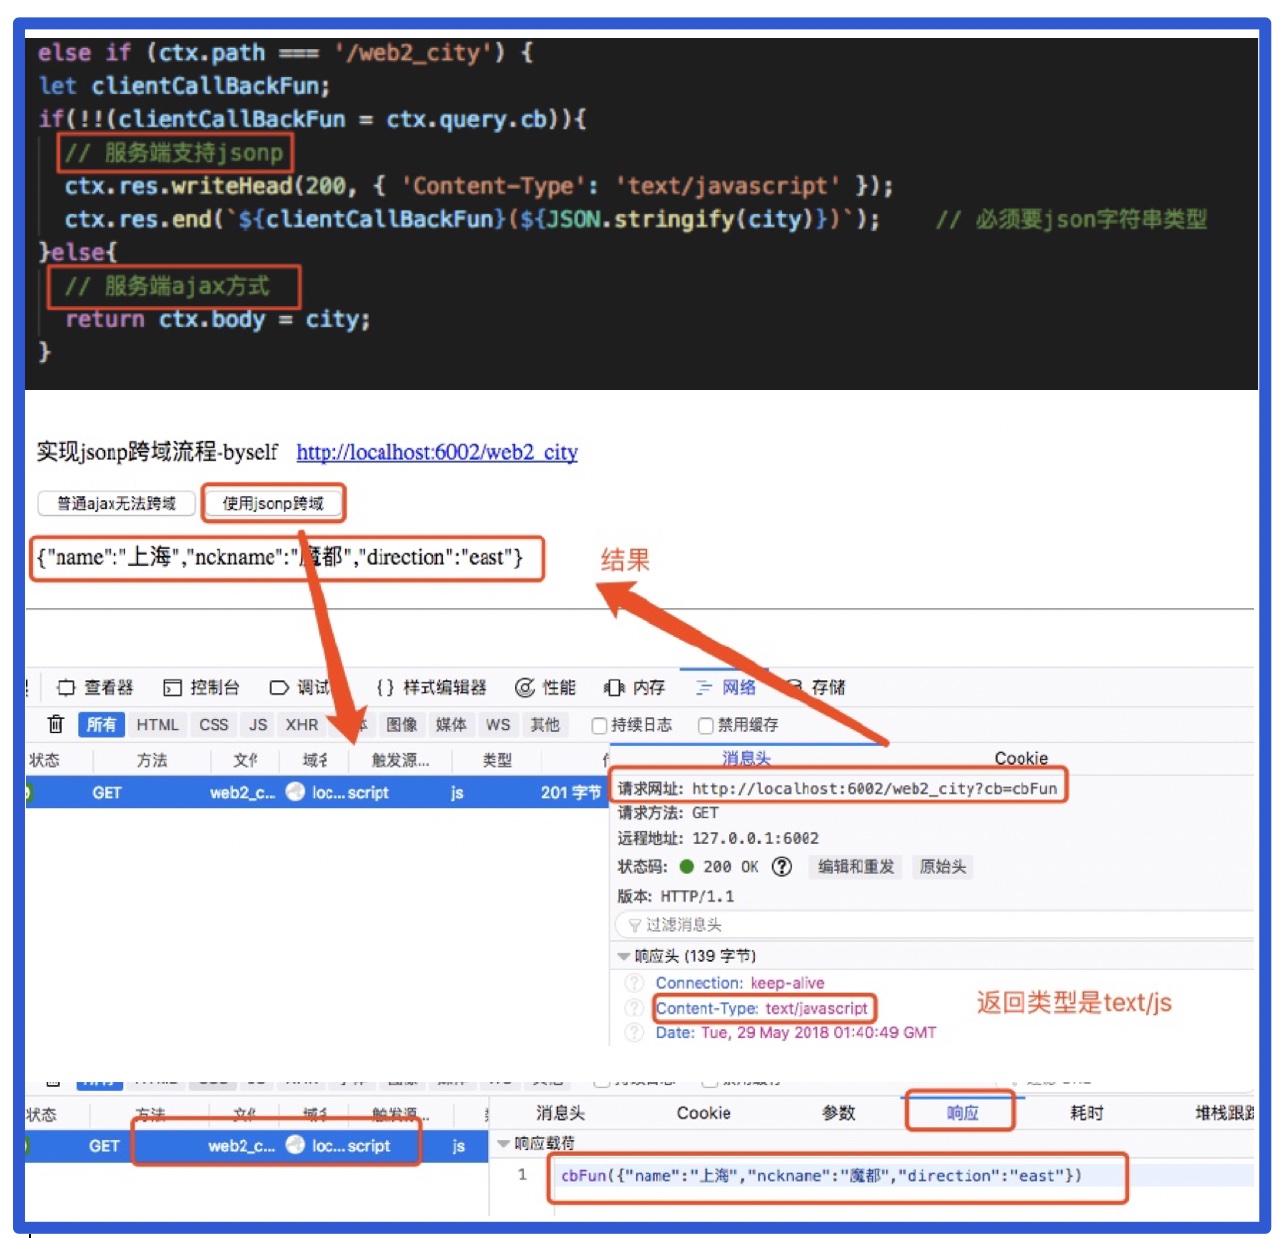 else if (ctx.path === '/web2_city') {
let clientCallBackFun;
if(!!(clientCallBackFun = ctx.query.cb)){
// 服务端支持jsonp
ctx.res.writeHead(200, { 'Content-Type': 'text/javascript' });
ctx.res.end(`${clientCallBackFun}(${JSON.stringify(city)})`); // 必须要json字符串类型
}else{
// 服务端ajax方式
return ctx.body = city;
}
实现jsonp跨域流程-byself http://localhost:6002/web2_city
普通ajax无法跨域 使用jsonp跨域
{"name":"上海","nckname":"魔都","direction":"east"}
结果
查看器 控制台 调试 {} 样式编辑器 性能 内存 网络 存储
所有 HTML CSS JS XHR 图像 媒体 WS 其他 持续日志 禁用缓存
状态 方法 文件 域名 触发源... 类型
消息头 Cookie
GET web2_c... loc... script js 201 字节
请求网址: http://localhost:6002/web2_city?cb=cbFun
请求方法: GET
远程地址: 127.0.0.1:6002
状态码: 200 OK ? 编辑和重发 原始头
版本: HTTP/1.1
过滤消息头
响应头 (139 字节)
? Connection: keep-alive
? Content-Type: text/javascript
返回类型是text/js
? Date: Tue, 29 May 2018 01:40:49 GMT
状态 方法 文件 域名 触发源...
消息头 Cookie 参数 响应 耗时 堆栈跟踪
GET web2_c... loc... script js
响应载荷
1 cbFun({"name":"上海","nckname":"魔都","direction":"east"})